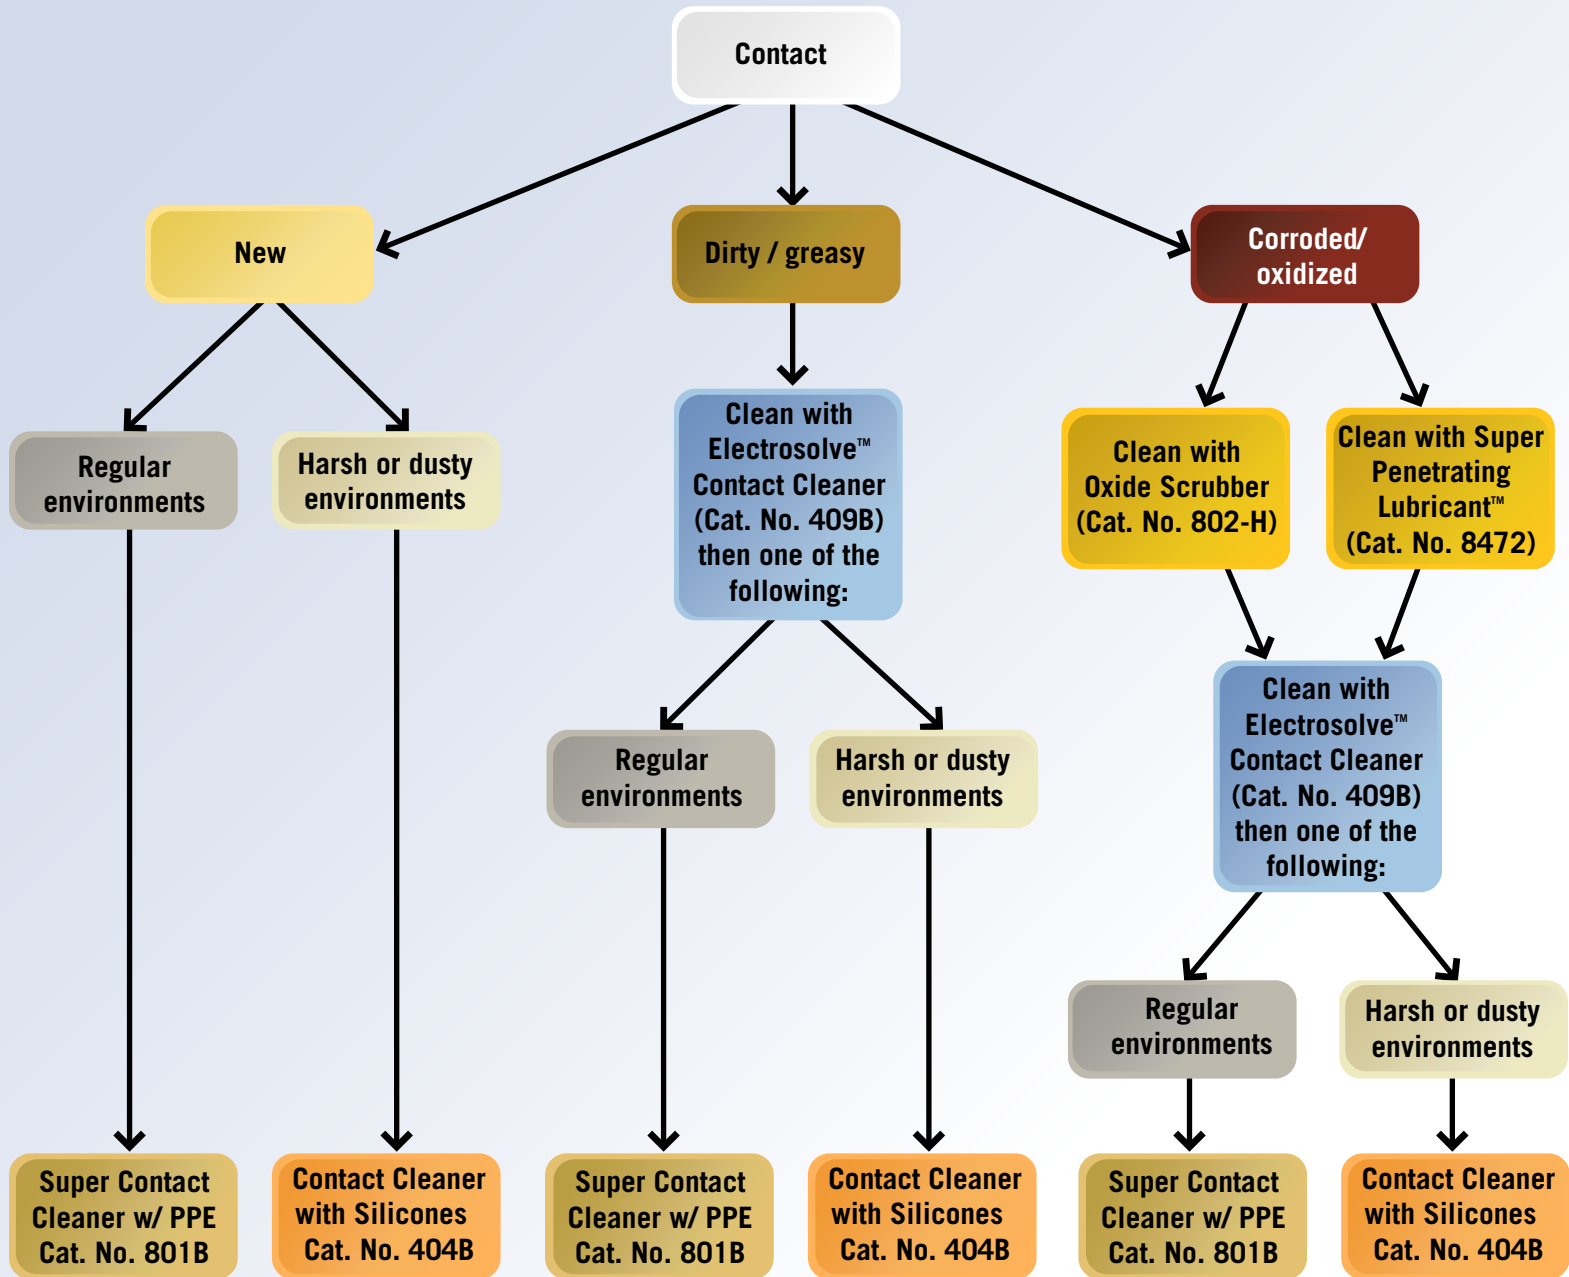 Contact
New
Dirty / greasy
Corroded/
oxidized
Regular
environments
Harsh or dusty
environments
Clean with
Electrosolve™
Contact Cleaner
(Cat. No. 409B)
then one of the
following:
Clean with
Oxide Scrubber
(Cat. No. 802-H)
Clean with Super
Penetrating
Lubricant™
(Cat. No. 8472)
Regular
environments
Harsh or dusty
environments
Clean with
Electrosolve™
Contact Cleaner
(Cat. No. 409B)
then one of the
following:
Regular
environments
Harsh or dusty
environments
Super Contact
Cleaner w/ PPE
Cat. No. 801B
Contact Cleaner
with Silicones
Cat. No. 404B
Super Contact
Cleaner w/ PPE
Cat. No. 801B
Contact Cleaner
with Silicones
Cat. No. 404B
Super Contact
Cleaner w/ PPE
Cat. No. 801B
Contact Cleaner
with Silicones
Cat. No. 404B